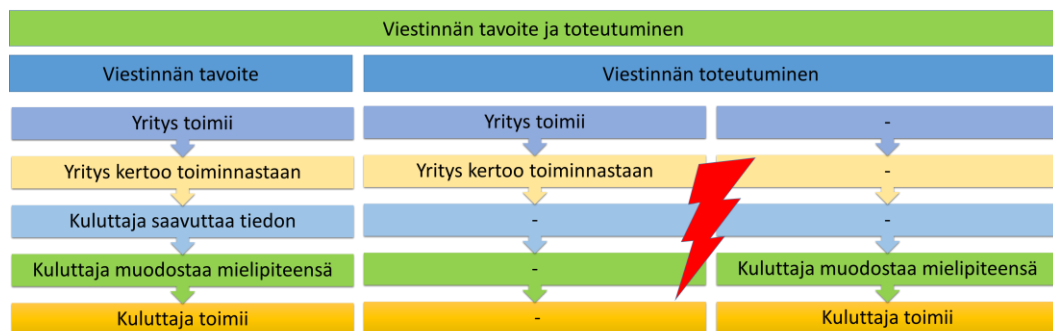 Viestinnän tavoite ja toteutuminen
Viestinnän tavoite
Viestinnän toteutuminen
Yritys toimii
Yritys toimii
-
Yritys kertoo toiminnastaan
Yritys kertoo toiminnastaan
-
Kuluttaja saavuttaa tiedon
-
-
Kuluttaja muodostaa mielipiteensä
-
Kuluttaja muodostaa mielipiteensä
Kuluttaja toimii
-
Kuluttaja toimii